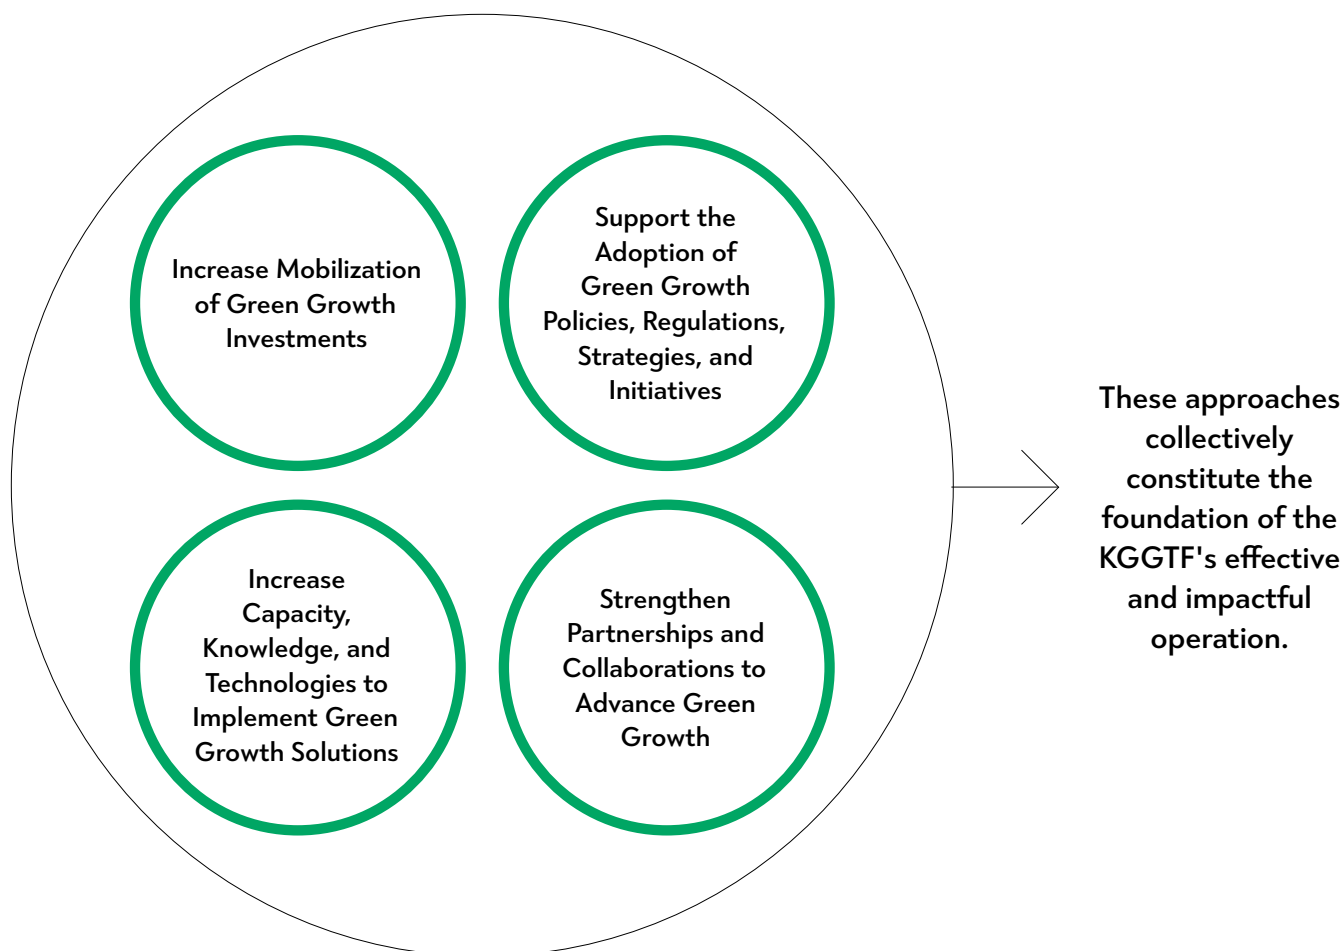 Increase Mobilization
of Green Growth
Investments
Support the
Adoption of
Green Growth
Policies, Regulations,
Strategies, and
Initiatives
Increase
Capacity,
Knowledge, and
Technologies to
Implement Green
Growth Solutions
Strengthen
Partnerships and
Collaborations to
Advance Green
Growth
These approaches
collectively
constitute the
foundation of the
KGGTF's effective
and impactful
operation.